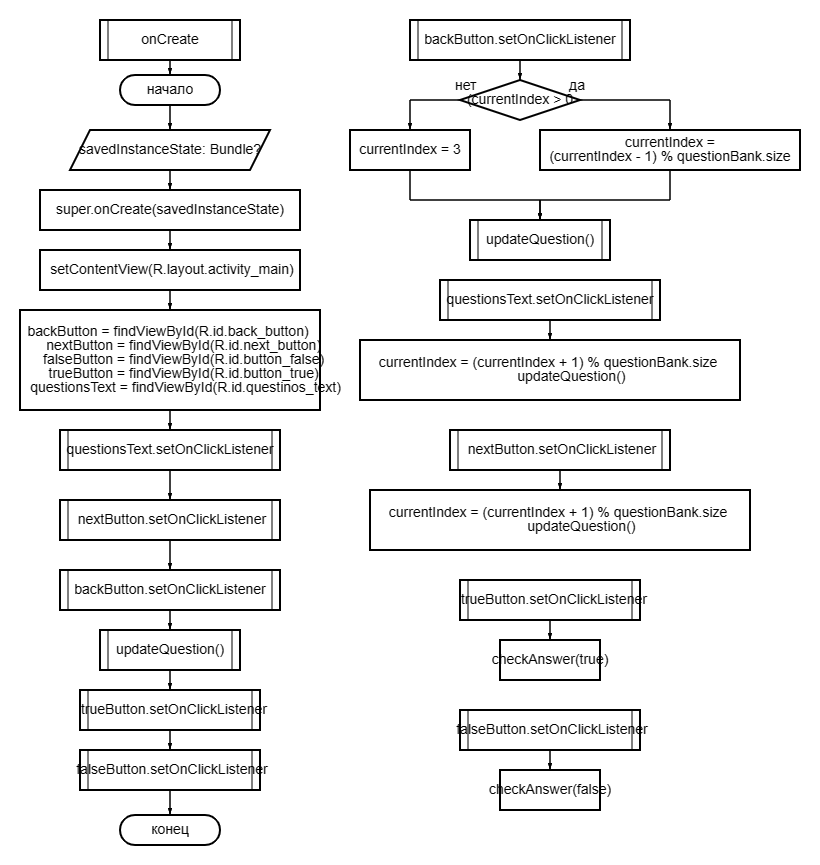 onCreate
начало
savedInstanceState: Bundle?
super.onCreate(savedInstanceState)
setContentView(R.layout.activity_main)
backButton = findViewById(R.id.back_button)
nextButton = findViewById(R.id.next_button)
falseButton = findViewById(R.id.button_false)
trueButton = findViewById(R.id.button_true)
questionsText = findViewById(R.id.questinos_text)
questionsText.setOnClickListener
nextButton.setOnClickListener
backButton.setOnClickListener
updateQuestion()
trueButton.setOnClickListener
falseButton.setOnClickListener
конец
backButton.setOnClickListener
нет
да
(currentIndex > 0
currentIndex = 3
currentIndex =
(currentIndex - 1) % questionBank.size
updateQuestion()
questionsText.setOnClickListener
currentIndex = (currentIndex + 1) % questionBank.size
updateQuestion()
nextButton.setOnClickListener
currentIndex = (currentIndex + 1) % questionBank.size
updateQuestion()
trueButton.setOnClickListener
checkAnswer(true)
falseButton.setOnClickListener
checkAnswer(false)